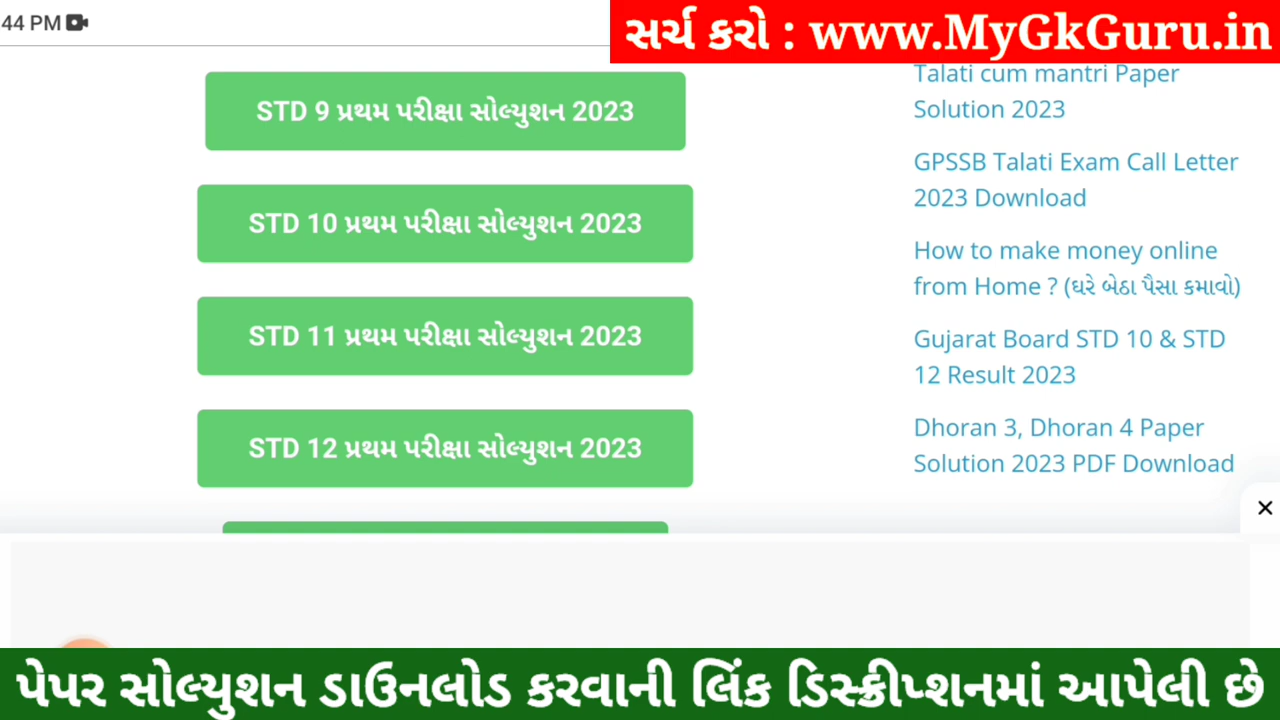 44 PM
સર્ચ કરો : www.MyGkGuru.in
STD 9 પ્રથમ પરીક્ષા સોલ્યુશન 2023
STD 10 પ્રથમ પરીક્ષા સોલ્યુશન 2023
STD 11 પ્રથમ પરીક્ષા સોલ્યુશન 2023
STD 12 પ્રથમ પરીક્ષા સોલ્યુશન 2023
Talati cum mantri Paper
Solution 2023
GPSSB Talati Exam Call Letter
2023 Download
How to make money online
from Home ? (ઘરે બેઠા પૈસા કમાવો)
Gujarat Board STD 10 & STD
12 Result 2023
Dhoran 3, Dhoran 4 Paper
Solution 2023 PDF Download
પેપર સોલ્યુશન ડાઉનલોડ કરવાની લિંક ડિસ્ક્રીપ્શનમાં આપેલી છે